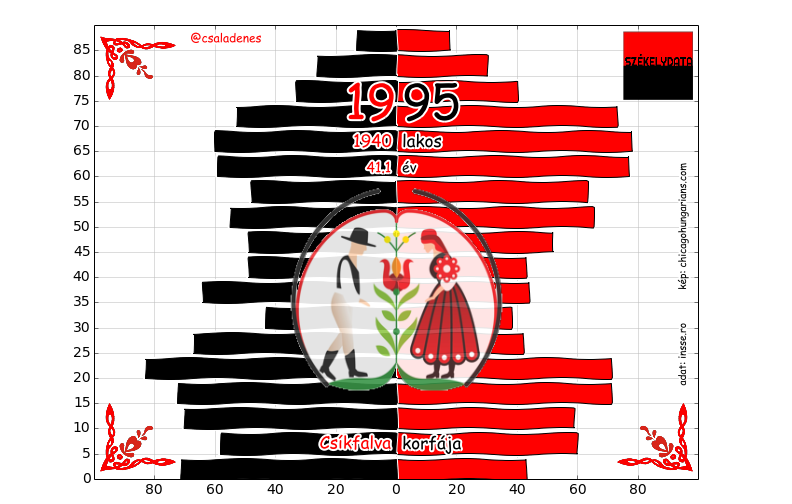 @csaladenes
SZÉKELYDATA
1995
1940 lakos
41.1 év
kép: chicagohungarians.com
adat: insse.ro
Csíkfalva korfája
85
80
75
70
65
60
55
50
45
40
35
30
25
20
15
10
5
0
80 60 40 20 0 20 40 60 80